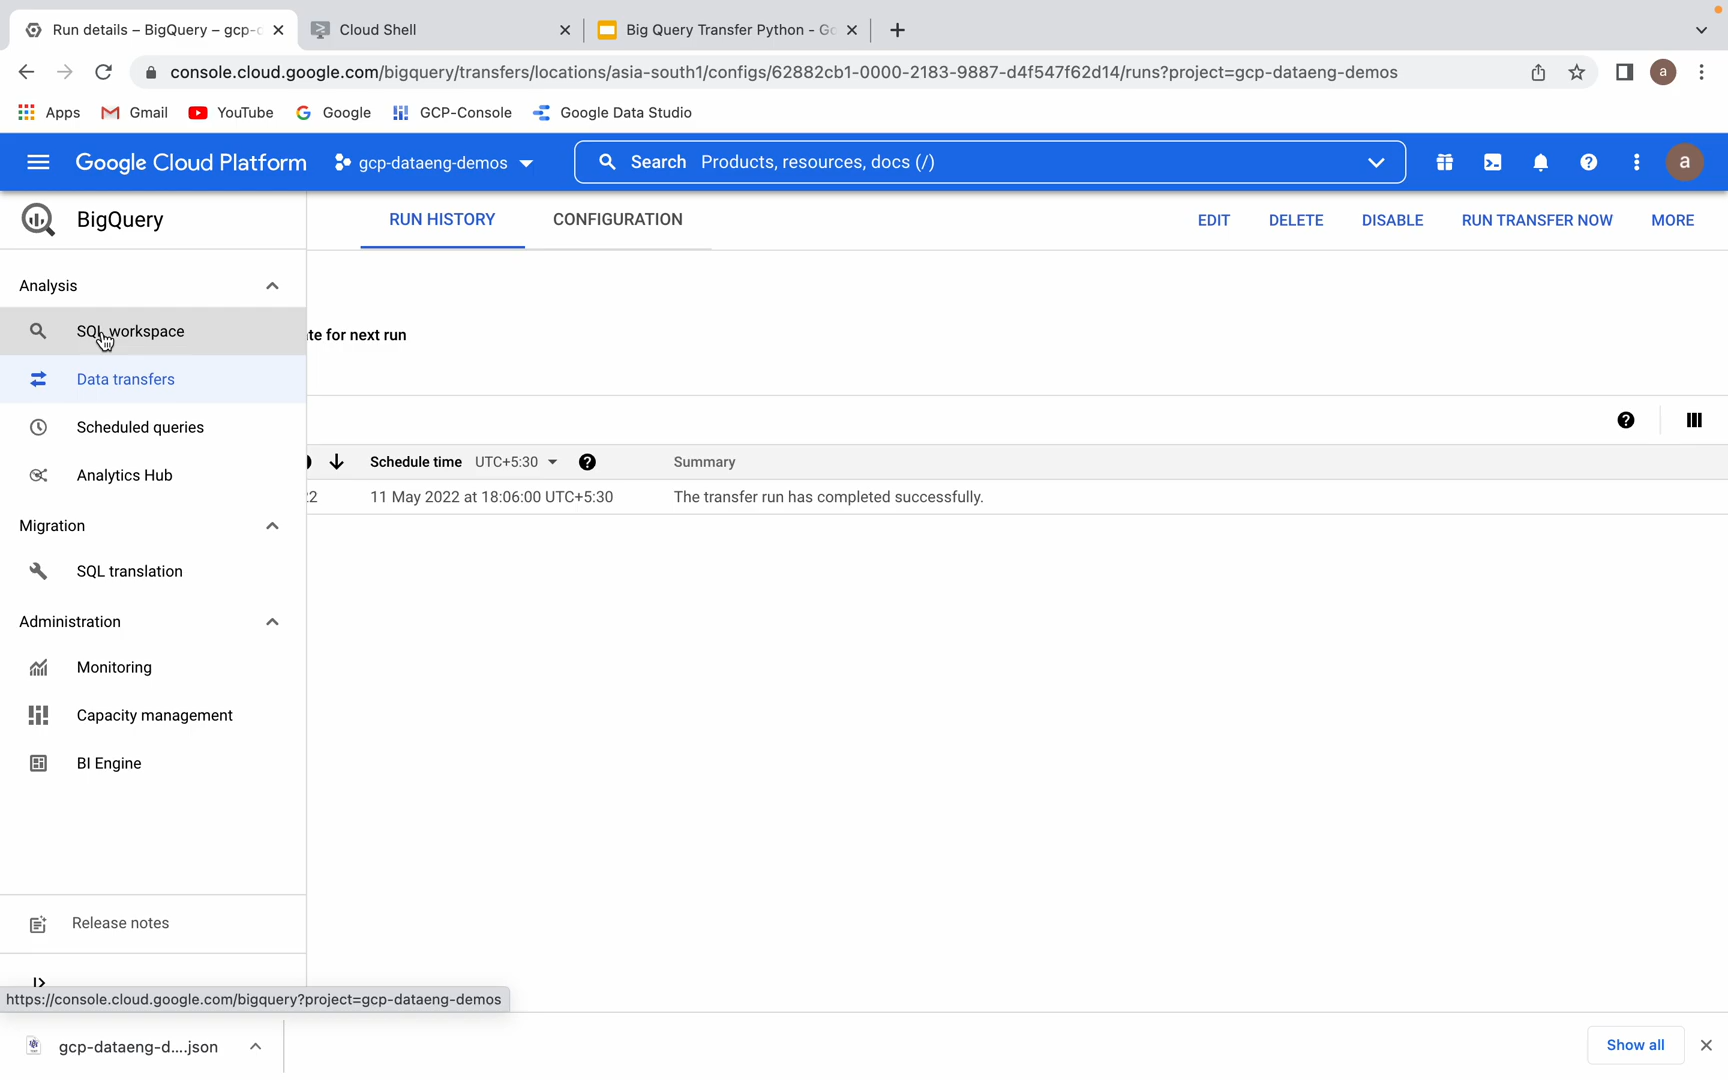 Run details – BigQuery – gcp-d
Cloud Shell
Big Query Transfer Python - Go
console.cloud.google.com/bigquery/transfers/locations/asia-south1/configs/62882cb1-0000-2183-9887-d4f547f62d14/runs?project=gcp-dataeng-demos
a
Apps
Gmail
YouTube
Google
GCP-Console
Google Data Studio
Google Cloud Platform
gcp-dataeng-demos
Search Products, resources, docs (/)
a
BigQuery
RUN HISTORY
CONFIGURATION
EDIT
DELETE
DISABLE
RUN TRANSFER NOW
MORE
Analysis
SQL workspace
te for next run
Data transfers
Scheduled queries
Schedule time UTC+5:30
Summary
Analytics Hub
22
11 May 2022 at 18:06:00 UTC+5:30
The transfer run has completed successfully.
Migration
SQL translation
Administration
Monitoring
Capacity management
BI Engine
Release notes
https://console.cloud.google.com/bigquery?project=gcp-dataeng-demos
gcp-dataeng-d....json
Show all